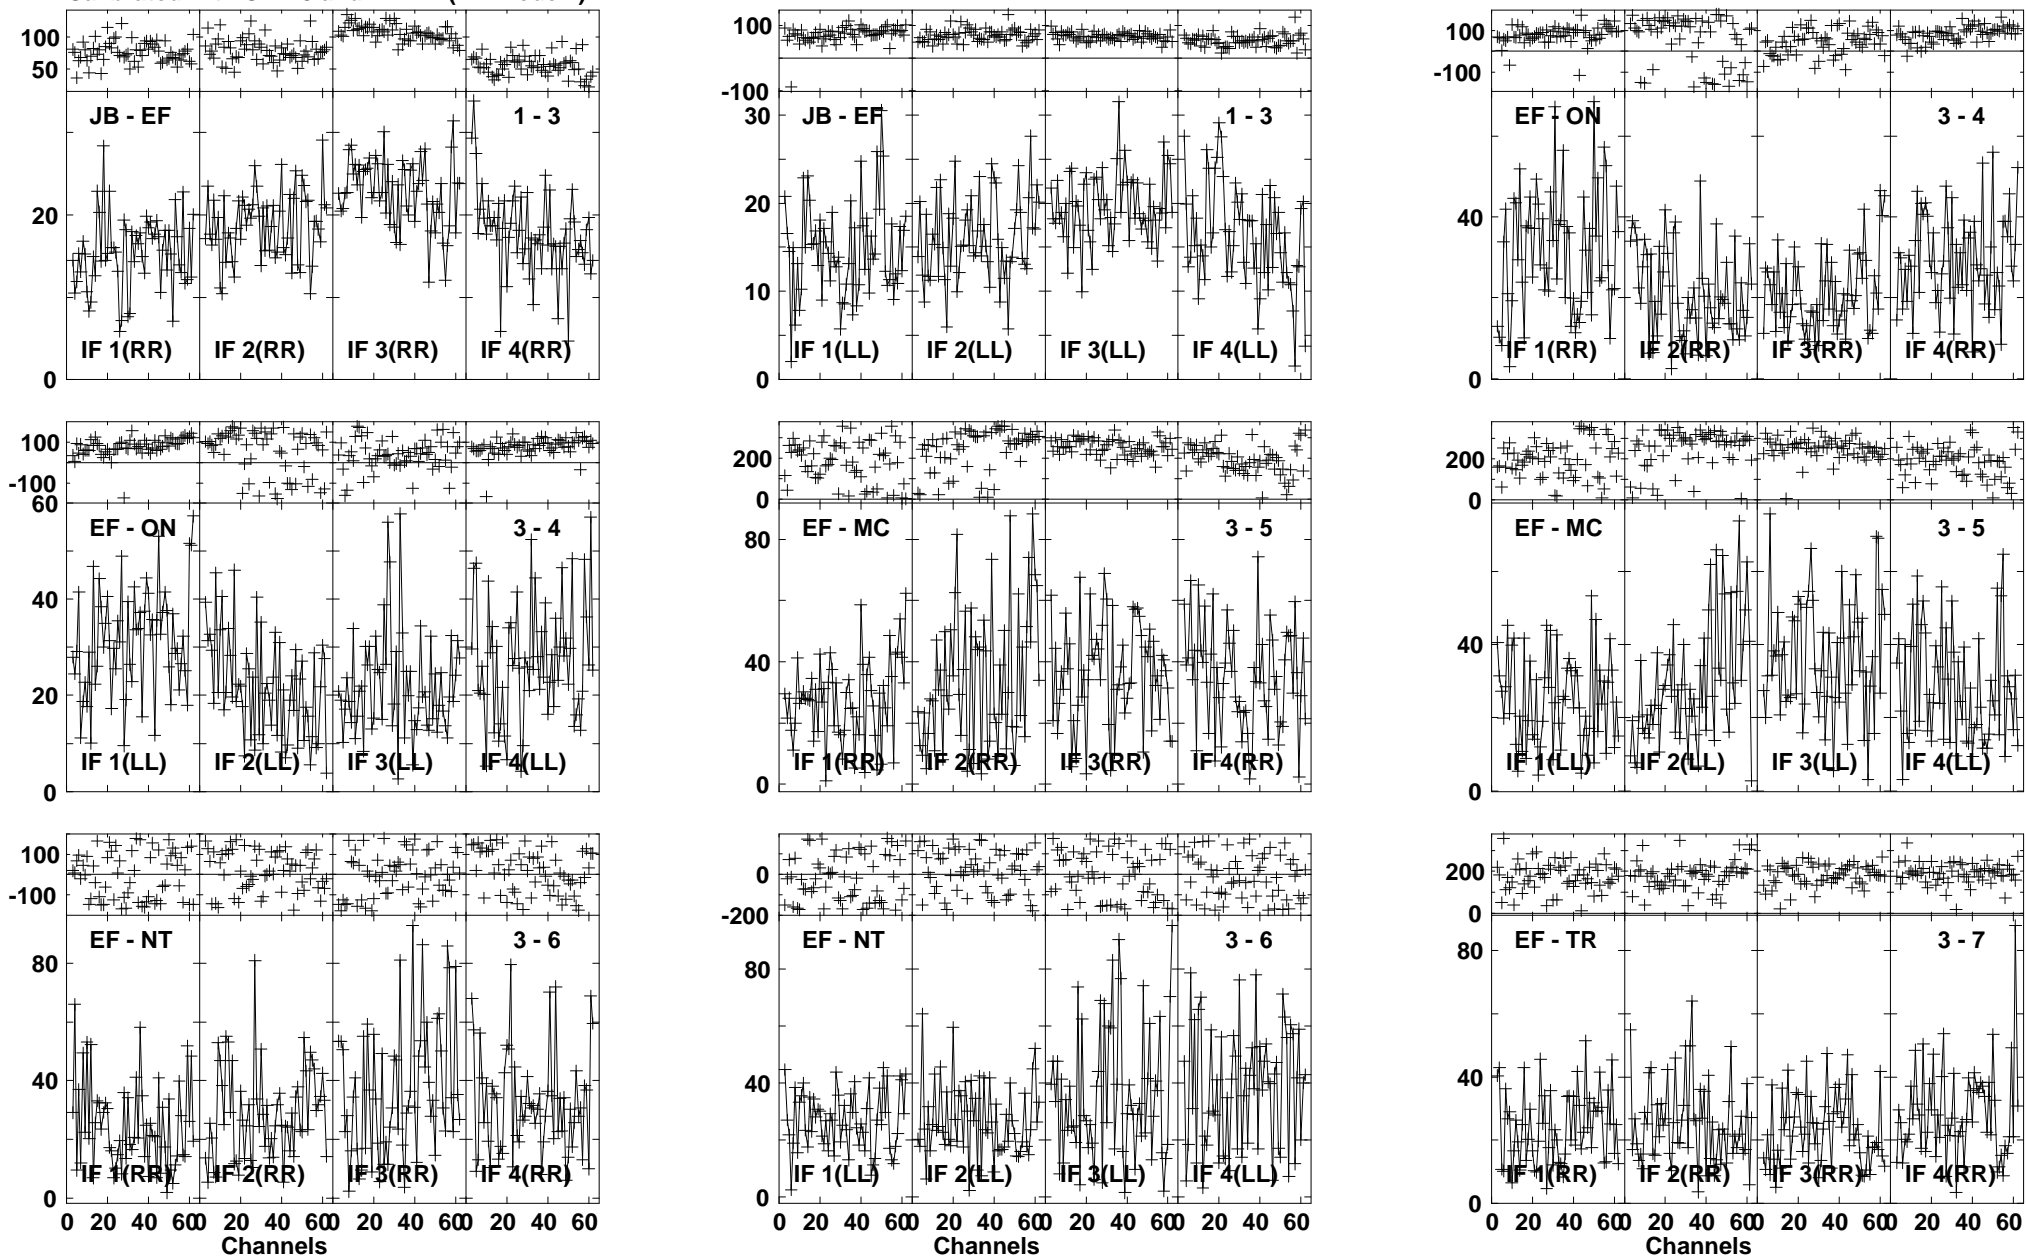 100
50
JB - EF
1 - 3
20
0
IF 1(RR)
IF 2(RR)
IF 3(RR)
IF 4(RR)
100
-100
JB - EF
1 - 3
30
20
10
0
IF 1(LL)
IF 2(LL)
IF 3(LL)
IF 4(LL)
100
-100
EF - ON
3 - 4
40
0
IF 1(RR)
IF 2(RR)
IF 3(RR)
IF 4(RR)
100
-100
60
EF - ON
3 - 4
40
20
0
IF 1(LL)
IF 2(LL)
IF 3(LL)
IF 4(LL)
200
0
EF - MC
3 - 5
80
40
0
IF 1(RR)
IF 2(RR)
IF 3(RR)
IF 4(RR)
200
0
EF - MC
3 - 5
40
0
IF 1(LL)
IF 2(LL)
IF 3(LL)
IF 4(LL)
100
-100
EF - NT
3 - 6
80
40
0
IF 1(RR)
IF 2(RR)
IF 3(RR)
IF 4(RR)
0 20 40 60 0 20 40 60 0 20 40 60 0 20 40 60
Channels
0
-200
EF - NT
3 - 6
80
40
0
IF 1(LL)
IF 2(LL)
IF 3(LL)
IF 4(LL)
0 20 40 60 0 20 40 60 0 20 40 60 0 20 40 60
Channels
200
0
EF - TR
3 - 7
80
40
0
IF 1(RR)
IF 2(RR)
IF 3(RR)
IF 4(RR)
0 20 40 60 0 20 40 60 0 20 40 60 0 20 40 60
Channels